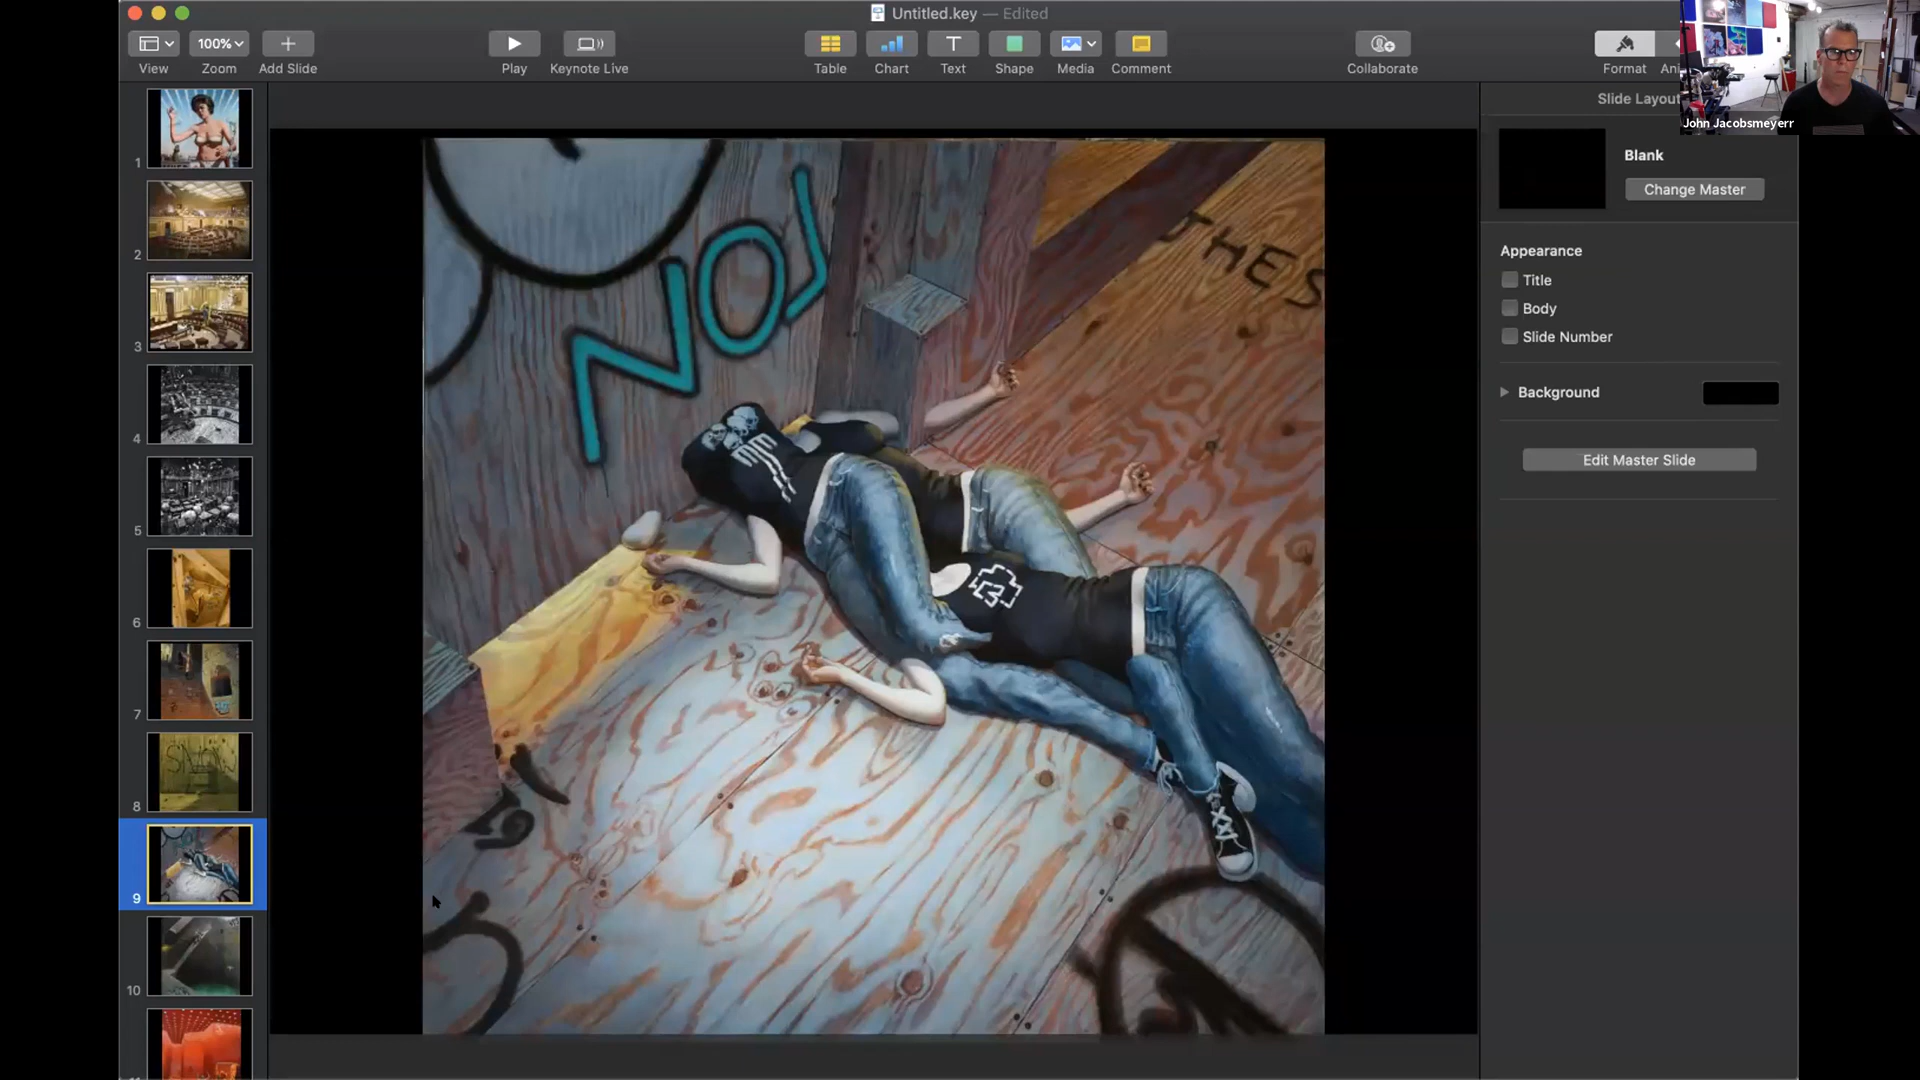 Untitled.key — Edited
View
100%
Zoom
Add Slide
Play
Keynote Live
Table
Chart
Text
Shape
Media
Comment
Collaborate
Format
Ani
John Jacobsmeyerr
Slide Layou
Blank
Change Master
Appearance
Title
Body
Slide Number
Background
Edit Master Slide
1
2
3
4
5
6
7
8
9
10
THES